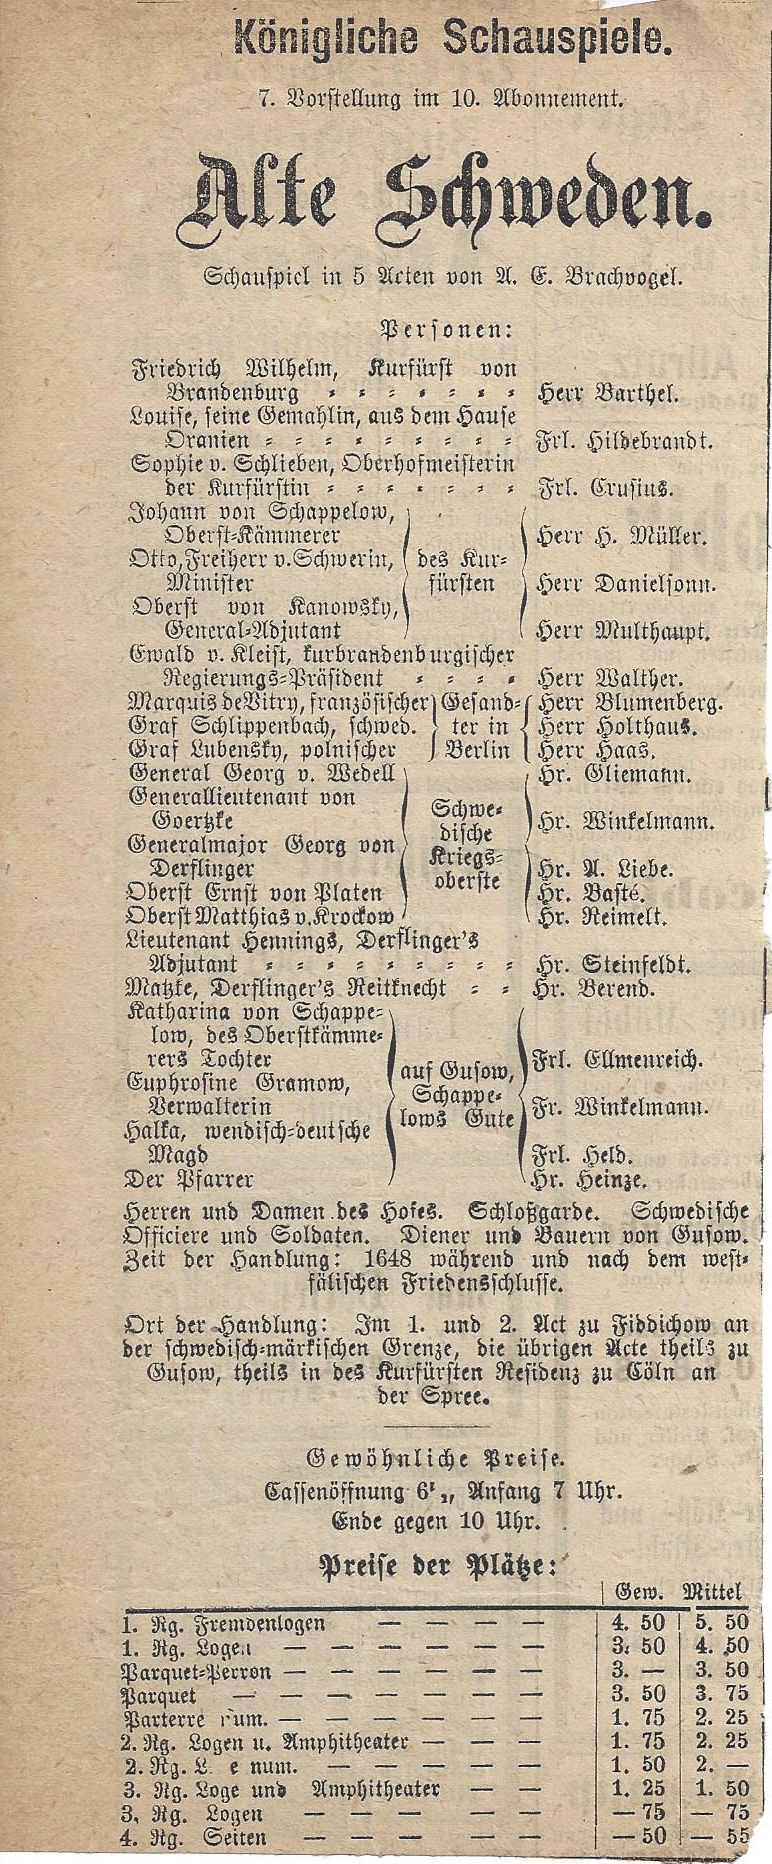 Königliche Schauspiele.
7. Vorstellung im 10. Abonnement.
Alte Schweden.
Schauspiel in 5 Acten von A. E. Brachvogel.
Personen:
Friedrich Wilhelm, Kurfürst von
Brandenburg - - - - - - - Herr Barthel.
Louise, seine Gemahlin, aus dem Hause
Oranien - - - - - - - - - Frl. Hildebrandt.
Sophie v. Schlieben, Oberhofmeisterin
der Kurfürstin - - - - - - - Frl. Crusius.
Johann von Schappelow,
Oberst-Kämmerer Herr H. Müller.
Otto, Freiherr v. Schwerin, des Kur-
Minister fürsten Herr Danielsonn.
Oberst von Kanowsky,
General-Adjutant Herr Multhaupt.
Ewald v. Kleist, kurbrandenburgischer
Regierungs-Präsident - - - - Herr Walther.
Marquis de Vitry, französischer Gesand- Herr Blumenberg.
Graf Schlippenbach, schwed. ter in Herr Holthaus.
Graf Lubensky, polnischer Berlin Herr Haas.
General Georg v. Wedell Hr. Gliemann.
Generallieutenant von Schwe-
Goertzke dische Hr. Winkelmann.
Generalmajor Georg von Kriegs-
Derflinger oberste Hr. A. Liebe.
Oberst Ernst von Platen Hr. Basté.
Oberst Matthias v. Krockow Hr. Reimelt.
Lieutenant Hennings, Derflinger's
Adjutant - - - - - - - - - Hr. Steinfeldt.
Matzke, Derflinger's Reitknecht - - Hr. Berend.
Katharina von Schappe-
low, des Oberstkämme-
rers Tochter auf Gusow, Frl. Ellmenreich.
Euphrosine Gramow, Schappe-
Verwalterin lows Gute Fr. Winkelmann.
Halka, wendisch-deutsche
Magd Frl. Held.
Der Pfarrer Hr. Heinze.
Herren und Damen des Hofes. Schloßgarde. Schwedische
Officiere und Soldaten. Diener und Bauern von Gusow.
Zeit der Handlung: 1648 während und nach dem west-
fälischen Friedensschlusse.
Ort der Handlung: Im 1. und 2. Act zu Fiddichow an
der schwedisch-märkischen Grenze, die übrigen Acte theils zu
Gusow, theils in des Kurfürsten Residenz zu Cöln an
der Spree.
Gewöhnliche Preise.
Cassenöffnung 6 Anfang 7 Uhr.
Ende gegen 10 Uhr.
Preise der Plätze:
Gew. Mittel
1. Rg. Fremdenlogen — — — — 4. 50 5. 50
1. Rg. Logen — — — — — — 3. 50 4. 50
Parquet-Perron — — — — — — 3. — 3. 50
Parquet — — — — — — — 3. 50 3. 75
Parterre num. — — — — — — 1. 75 2. 25
2. Rg. Logen u. Amphitheater — — — 1. 75 2. 25
2. Rg. L e num. — — — — — 1. 50 2. —
3. Rg. Loge und Amphitheater — — — 1. 25 1. 50
3. Rg. Logen — — — — — — — 75 — 75
4. Rg. Seiten — — — — — — — 50 — 55